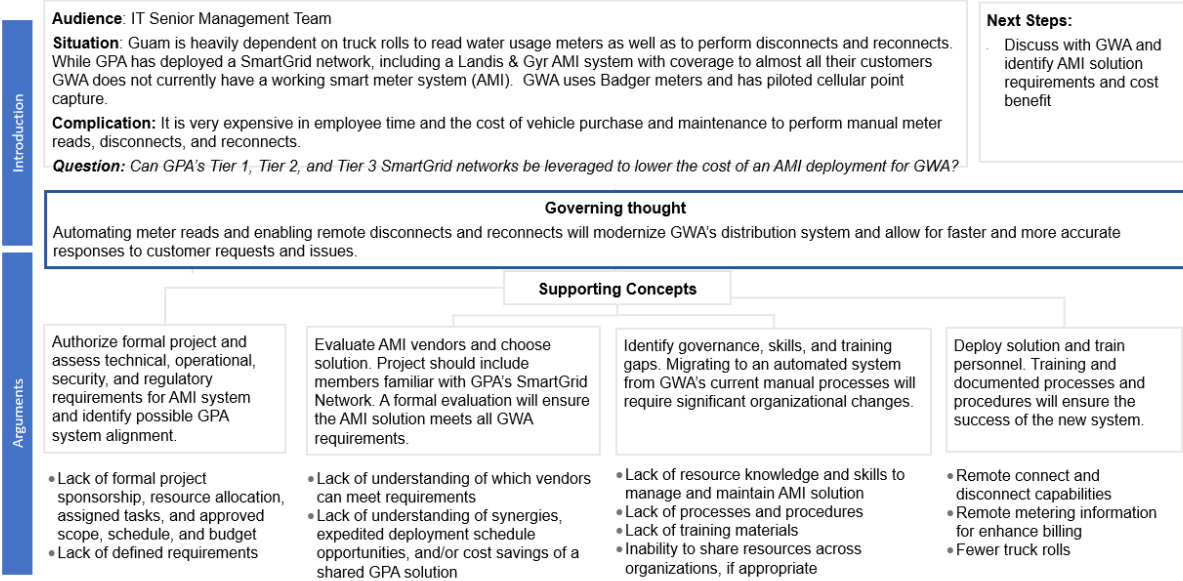 Audience: IT Senior Management Team
Situation: Guam is heavily dependent on truck rolls to read water usage meters as well as to perform disconnects and reconnects.
While GPA has deployed a SmartGrid network, including a Landis & Gyr AMI system with coverage to almost all their customers
GWA does not currently have a working smart meter system (AMI). GWA uses Badger meters and has piloted cellular point
capture.
Complication: It is very expensive in employee time and the cost of vehicle purchase and maintenance to perform manual meter
reads, disconnects, and reconnects.
Question: Can GPA's Tier 1, Tier 2, and Tier 3 SmartGrid networks be leveraged to lower the cost of an AMI deployment for GWA?
Next Steps:
Discuss with GWA and
identify AMI solution
requirements and cost
benefit
Introduction
Governing thought
Automating meter reads and enabling remote disconnects and reconnects will modernize GWA's distribution system and allow for faster and more accurate
responses to customer requests and issues.
Supporting Concepts
Arguments
Authorize formal project and
assess technical, operational,
security, and regulatory
requirements for AMI system
and identify possible GPA
system alignment.
• Lack of formal project
sponsorship, resource allocation,
assigned tasks, and approved
scope, schedule, and budget
• Lack of defined requirements
Evaluate AMI vendors and choose
solution. Project should include
members familiar with GPA's SmartGrid
Network. A formal evaluation will ensure
the AMI solution meets all GWA
requirements.
• Lack of understanding of which vendors
can meet requirements
• Lack of understanding of synergies,
expedited deployment schedule
opportunities, and/or cost savings of a
shared GPA solution
Identify governance, skills, and training
gaps. Migrating to an automated system
from GWA's current manual processes will
require significant organizational changes.
• Lack of resource knowledge and skills to
manage and maintain AMI solution
• Lack of processes and procedures
• Lack of training materials
• Inability to share resources across
organizations, if appropriate
Deploy solution and train
personnel. Training and
documented processes and
procedures will ensure the
success of the new system.
• Remote connect and
disconnect capabilities
• Remote metering information
for enhance billing
• Fewer truck rolls